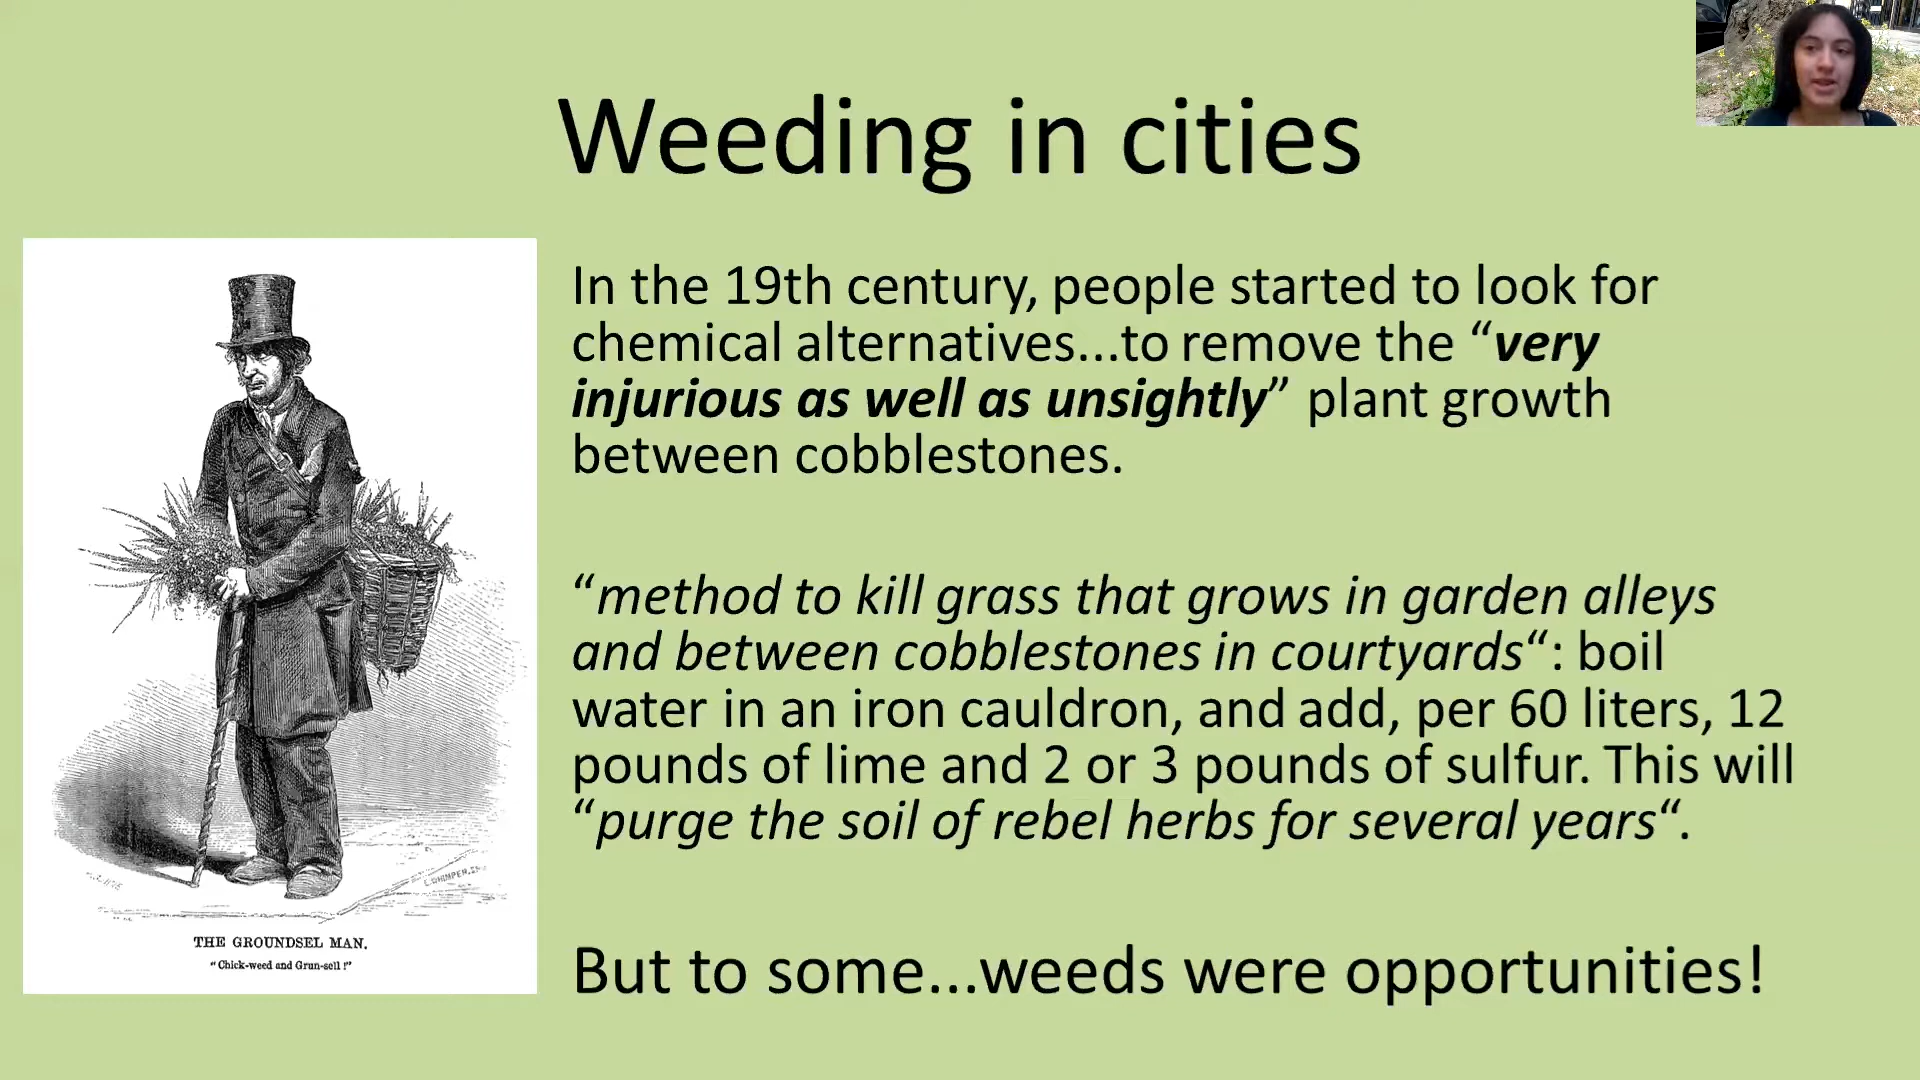 Weeding in cities
In the 19th century, people started to look for
chemical alternatives...to remove the “very
injurious as well as unsightly” plant growth
between cobblestones.
“method to kill grass that grows in garden alleys
and between cobblestones in courtyards“: boil
water in an iron cauldron, and add, per 60 liters, 12
pounds of lime and 2 or 3 pounds of sulfur. This will
“purge the soil of rebel herbs for several years“.
But to some...weeds were opportunities!
E.WHIMPER.
THE GROUNDSEL MAN.
“Chick-weed and Grun-sell !”